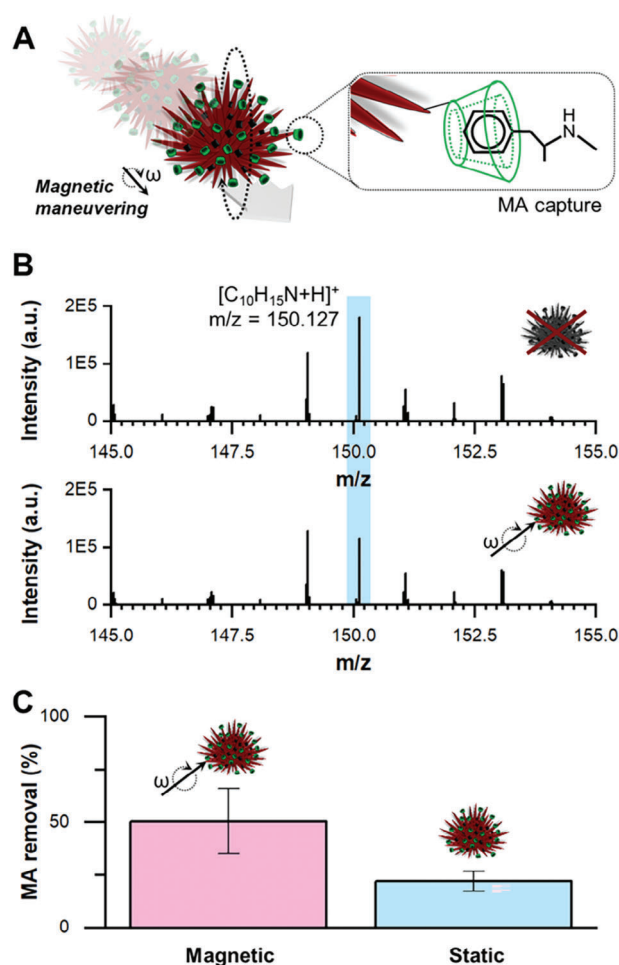 A
Magnetic
maneuvering
ω
H
N
MA capture
B
[C₁₀H₁₅N+H]⁺
m/z = 150.127
Intensity (a.u.)
2E5
1E5
0
145.0 147.5 150.0 152.5 155.0
m/z
Intensity (a.u.)
2E5
1E5
0
ω
145.0 147.5 150.0 152.5 155.0
m/z
C
MA removal (%)
100
50
0
ω
Magnetic Static